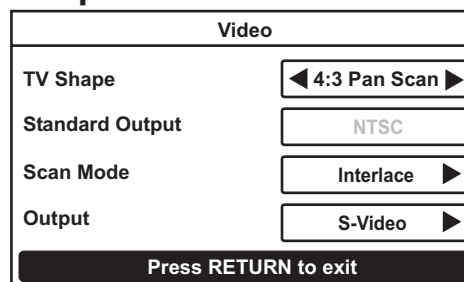 Video
TV Shape 4:3 Pan Scan
Standard Output NTSC
Scan Mode Interlace
Output S-Video
Press RETURN to exit